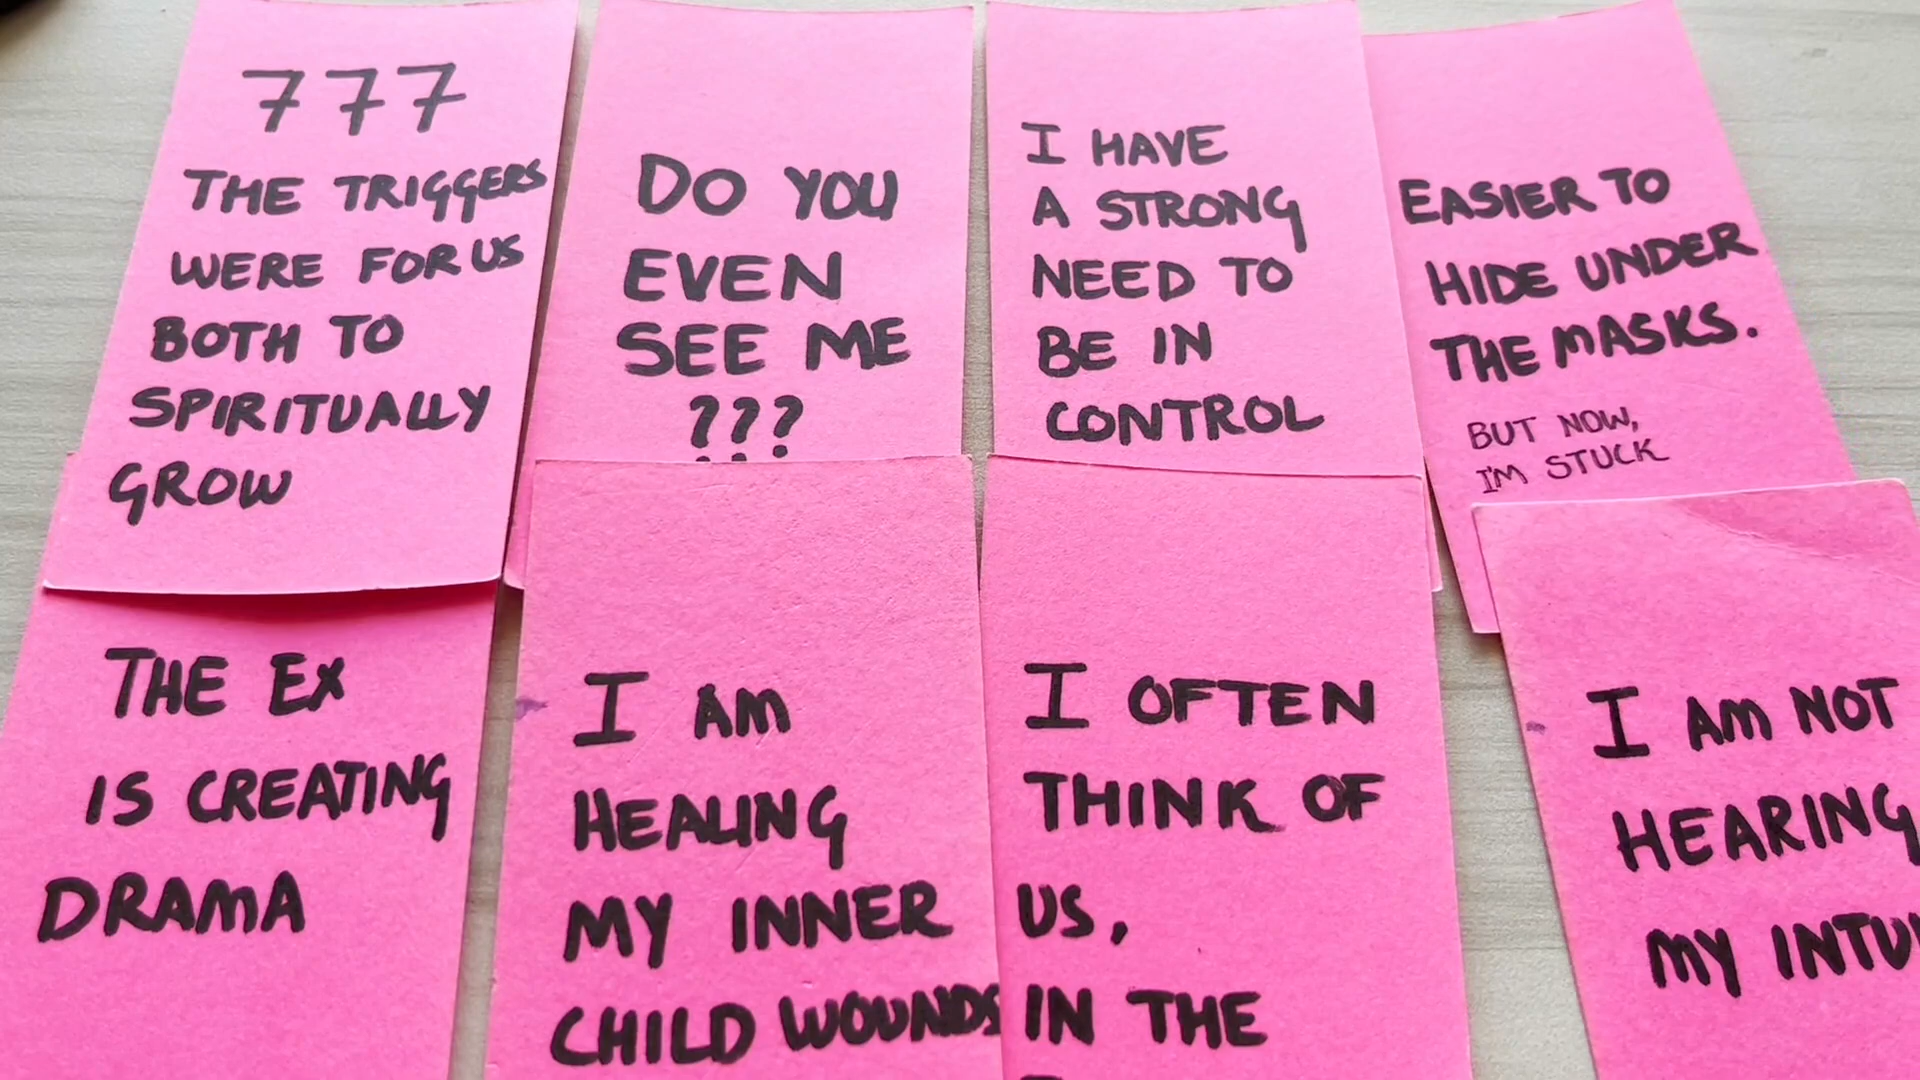 777
THE TRIGGERS
WERE FOR US
BOTH TO
SPIRITUALLY
GROW
DO YOU
EVEN
SEE ME
???
I HAVE
A STRONG
NEED TO
BE IN
CONTROL
EASIER TO
HIDE UNDER
THE MASKS.
BUT NOW,
I'M STUCK
THE EX
IS CREATING
DRAMA
I AM
HEALING
MY INNER
CHILD WOUNDS
I OFTEN
THINK OF
US,
IN THE
I AM NOT
HEARING
MY